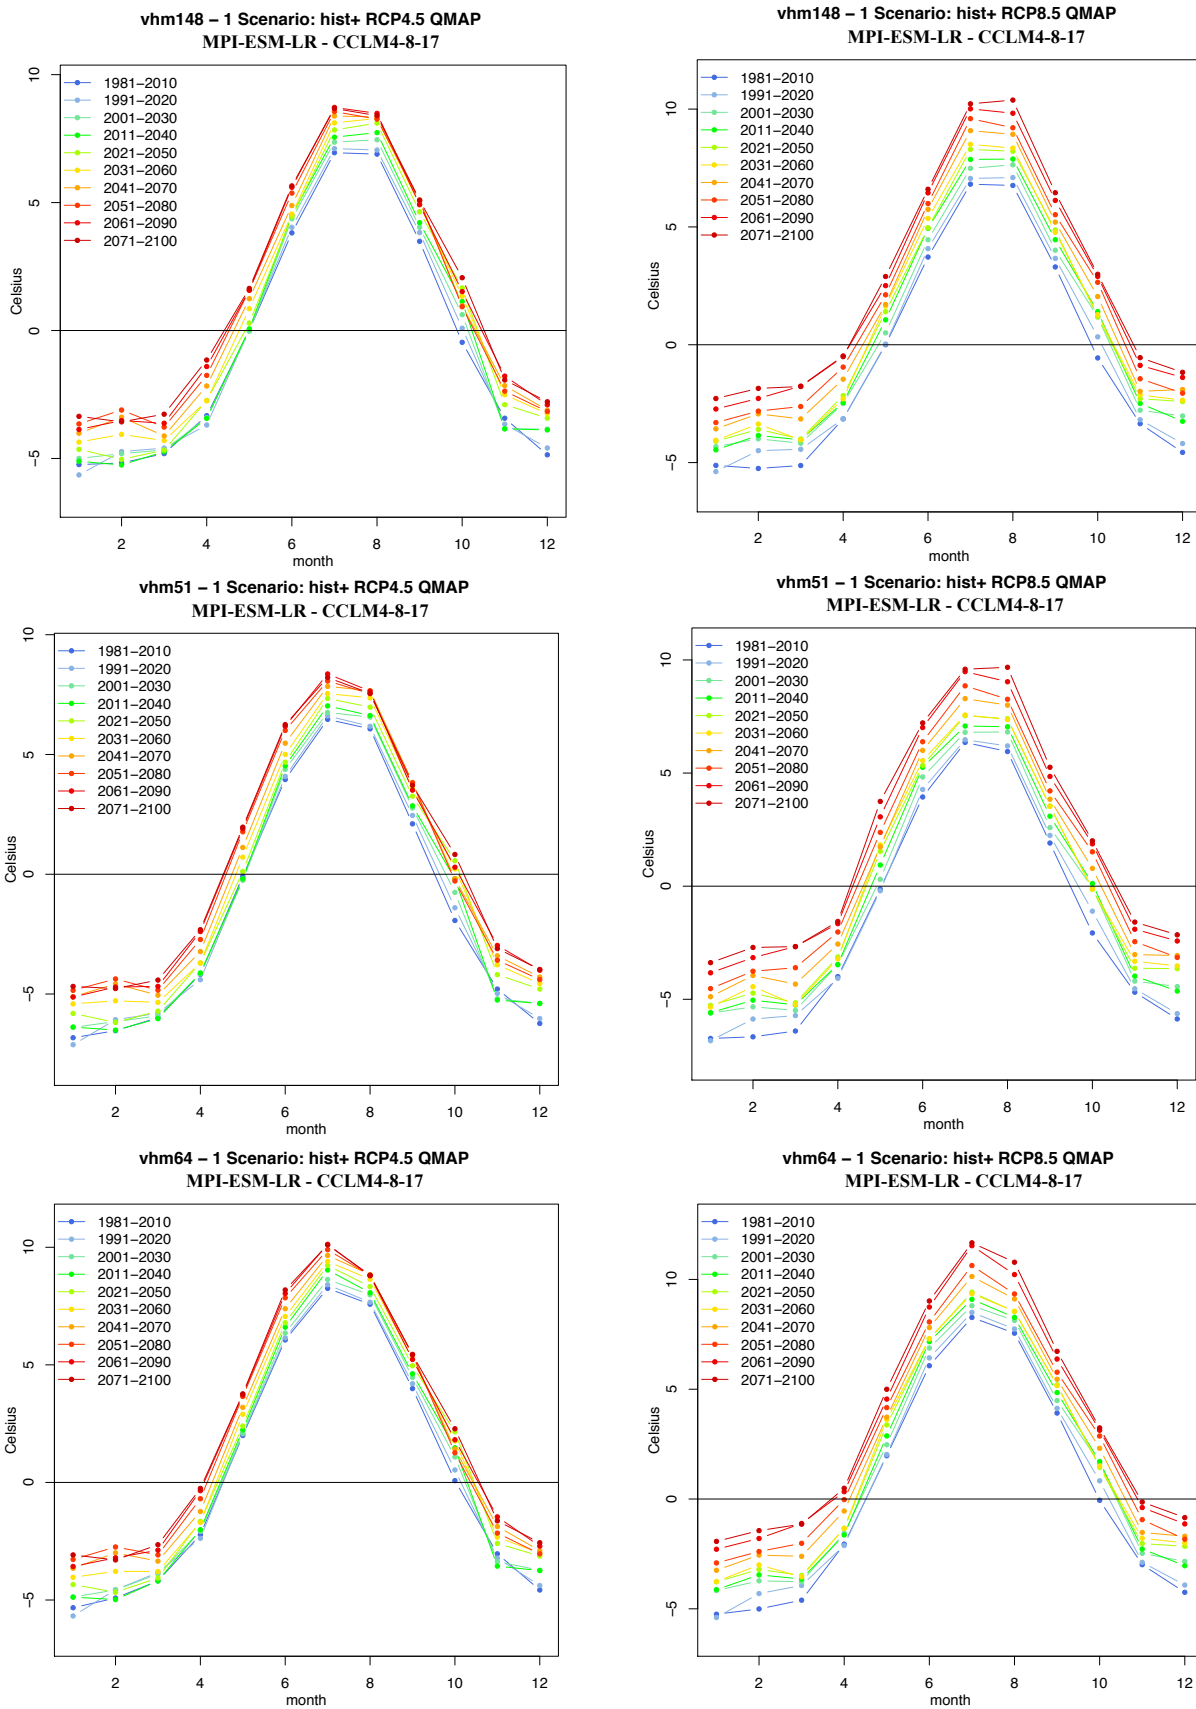 vhm148 – 1 Scenario: hist+ RCP4.5 QMAP
MPI-ESM-LR - CCLM4-8-17
Celsius
10
5
0
−5
1981−2010
1991−2020
2001−2030
2011−2040
2021−2050
2031−2060
2041−2070
2051−2080
2061−2090
2071−2100
2 4 6 8 10 12
month
vhm148 – 1 Scenario: hist+ RCP8.5 QMAP
MPI-ESM-LR - CCLM4-8-17
Celsius
10
5
0
−5
1981−2010
1991−2020
2001−2030
2011−2040
2021−2050
2031−2060
2041−2070
2051−2080
2061−2090
2071−2100
2 4 6 8 10 12
month
vhm51 – 1 Scenario: hist+ RCP4.5 QMAP
MPI-ESM-LR - CCLM4-8-17
Celsius
10
5
0
−5
1981−2010
1991−2020
2001−2030
2011−2040
2021−2050
2031−2060
2041−2070
2051−2080
2061−2090
2071−2100
2 4 6 8 10 12
month
vhm51 – 1 Scenario: hist+ RCP8.5 QMAP
MPI-ESM-LR - CCLM4-8-17
Celsius
10
5
0
−5
1981−2010
1991−2020
2001−2030
2011−2040
2021−2050
2031−2060
2041−2070
2051−2080
2061−2090
2071−2100
2 4 6 8 10 12
month
vhm64 – 1 Scenario: hist+ RCP4.5 QMAP
MPI-ESM-LR - CCLM4-8-17
Celsius
10
5
0
−5
1981−2010
1991−2020
2001−2030
2011−2040
2021−2050
2031−2060
2041−2070
2051−2080
2061−2090
2071−2100
2 4 6 8 10 12
month
vhm64 – 1 Scenario: hist+ RCP8.5 QMAP
MPI-ESM-LR - CCLM4-8-17
Celsius
10
5
0
−5
1981−2010
1991−2020
2001−2030
2011−2040
2021−2050
2031−2060
2041−2070
2051−2080
2061−2090
2071−2100
2 4 6 8 10 12
month